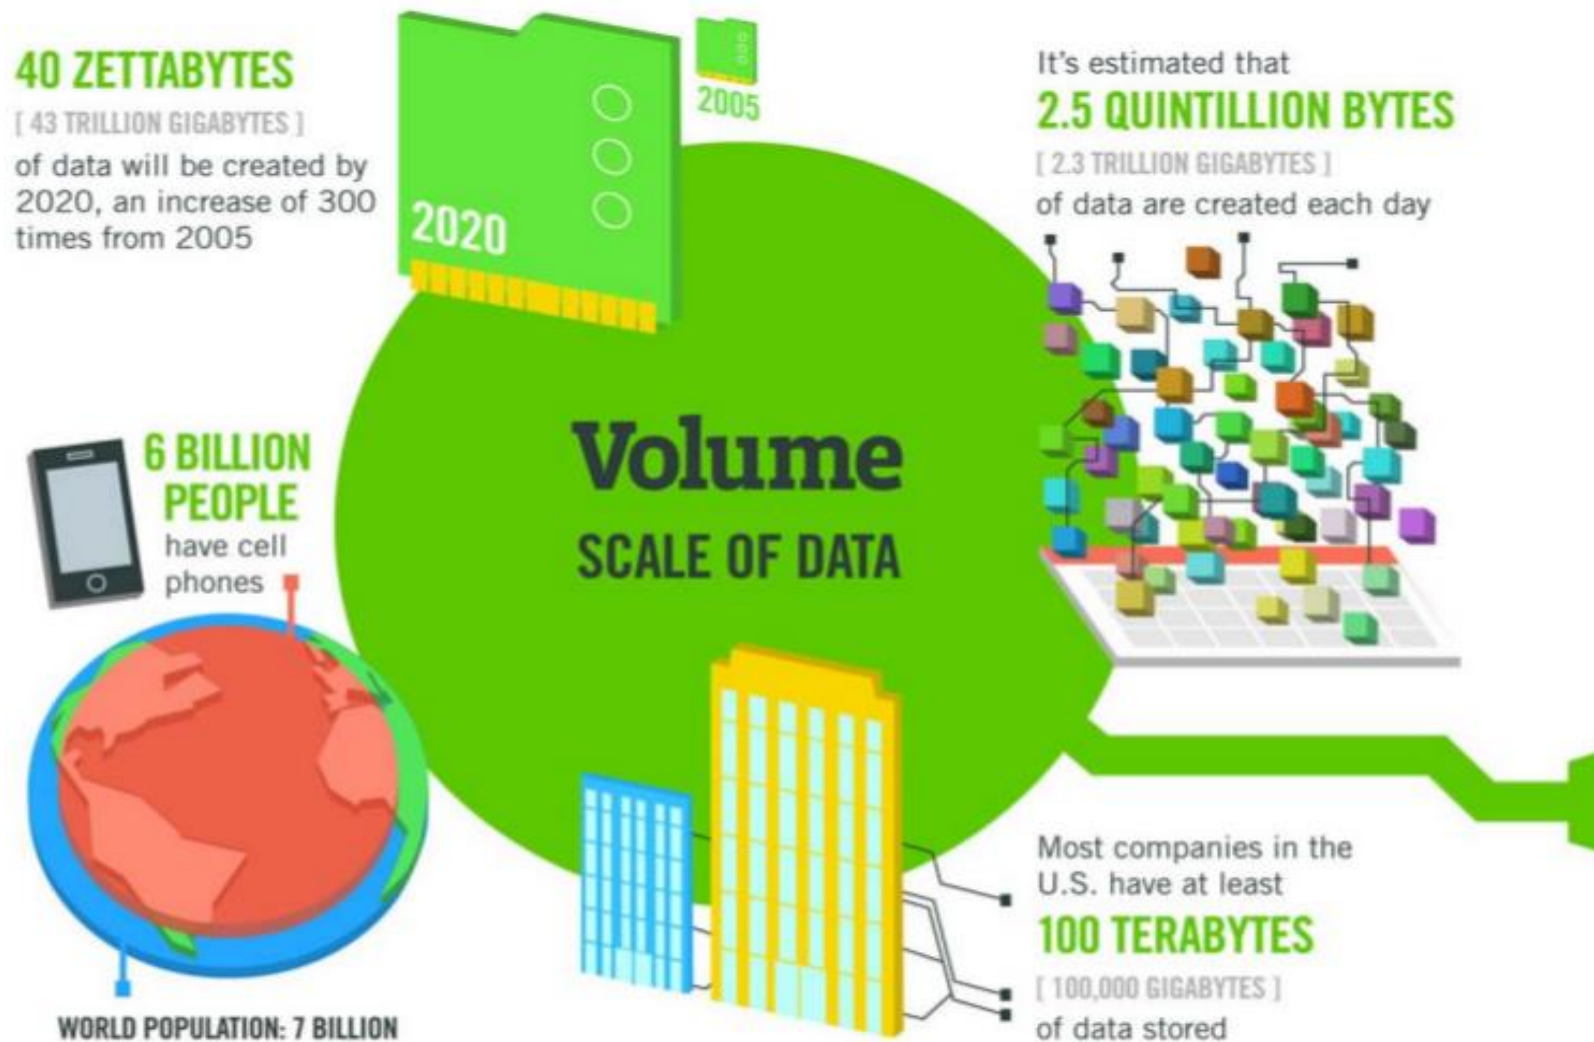 40 ZETTABYTES
[ 43 TRILLION GIGABYTES ]
of data will be created by
2020, an increase of 300
times from 2005
2020
2005
It's estimated that
2.5 QUINTILLION BYTES
[ 2.3 TRILLION GIGABYTES ]
of data are created each day
6 BILLION
PEOPLE
have cell
phones
WORLD POPULATION: 7 BILLION
Volume
SCALE OF DATA
Most companies in the
U.S. have at least
100 TERABYTES
[ 100,000 GIGABYTES ]
of data stored